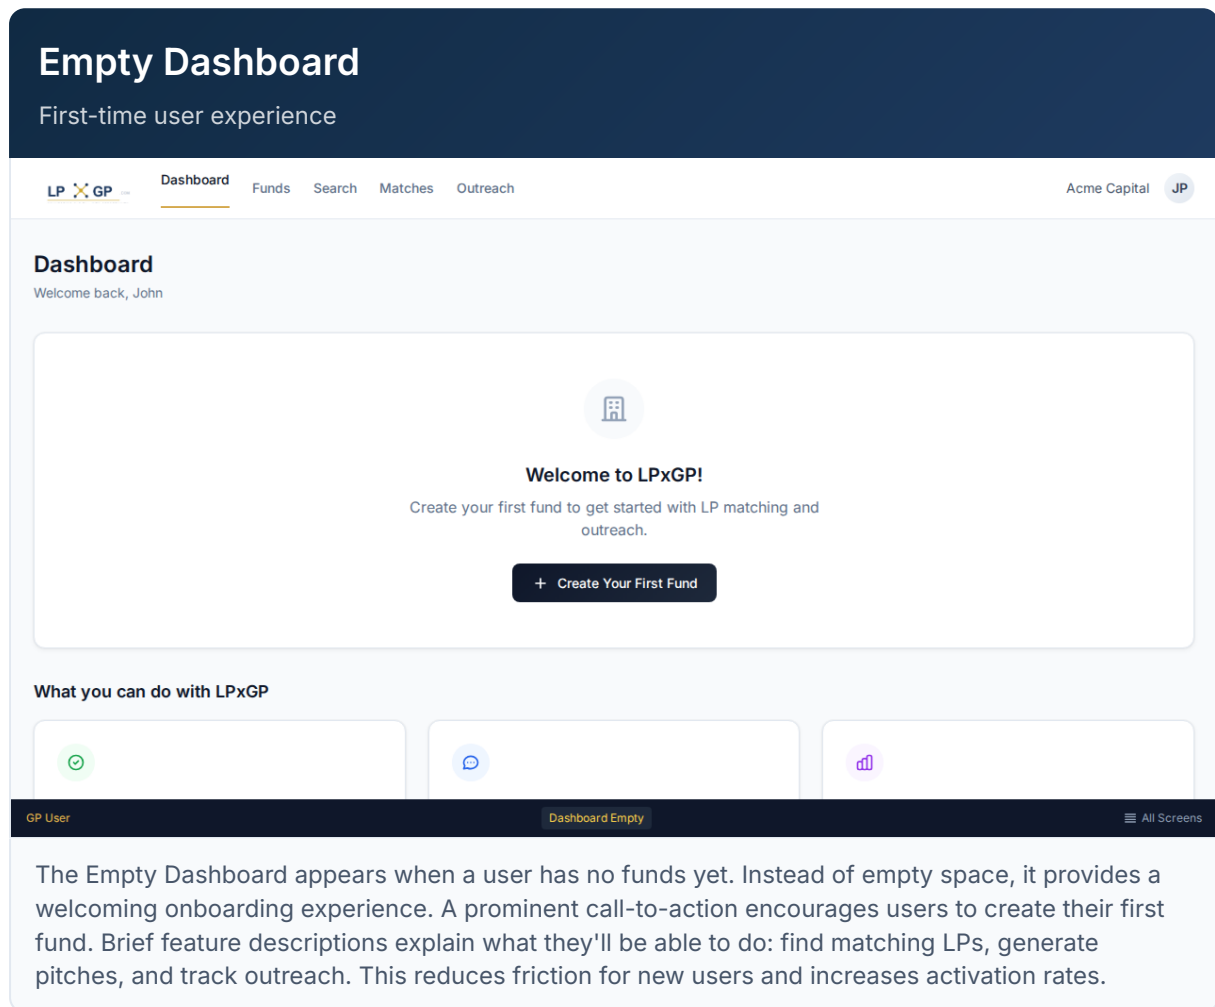 Empty Dashboard
First-time user experience
LP GP
Dashboard Funds Search Matches Outreach
Acme Capital JP
Dashboard
Welcome back, John
Welcome to LPxGP!
Create your first fund to get started with LP matching and
outreach.
+ Create Your First Fund
What you can do with LPxGP
GP User
Dashboard Empty
All Screens
The Empty Dashboard appears when a user has no funds yet. Instead of empty space, it provides a
welcoming onboarding experience. A prominent call-to-action encourages users to create their first
fund. Brief feature descriptions explain what they'll be able to do: find matching LPs, generate
pitches, and track outreach. This reduces friction for new users and increases activation rates.